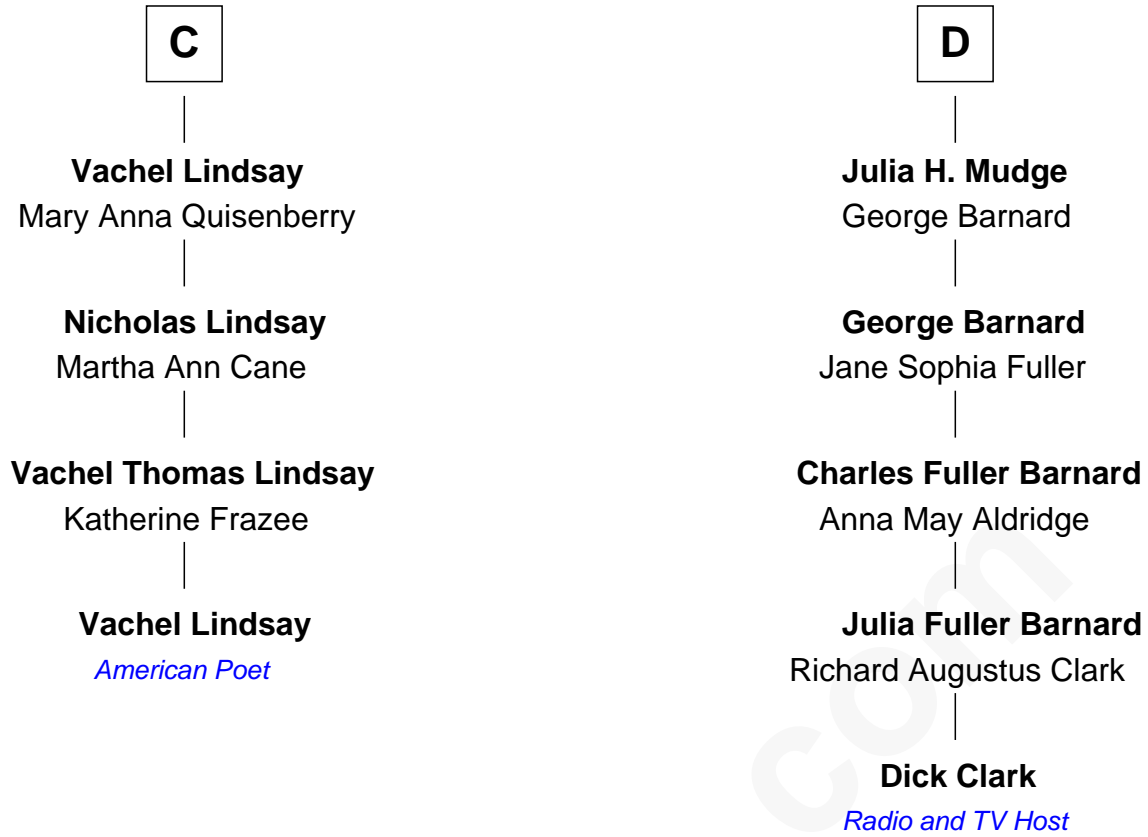 C
Vachel Lindsay
Mary Anna Quisenberry
Nicholas Lindsay
Martha Ann Cane
Vachel Thomas Lindsay
Katherine Frazee
Vachel Lindsay
American Poet
D
Julia H. Mudge
George Barnard
George Barnard
Jane Sophia Fuller
Charles Fuller Barnard
Anna May Aldridge
Julia Fuller Barnard
Richard Augustus Clark
Dick Clark
Radio and TV Host
com